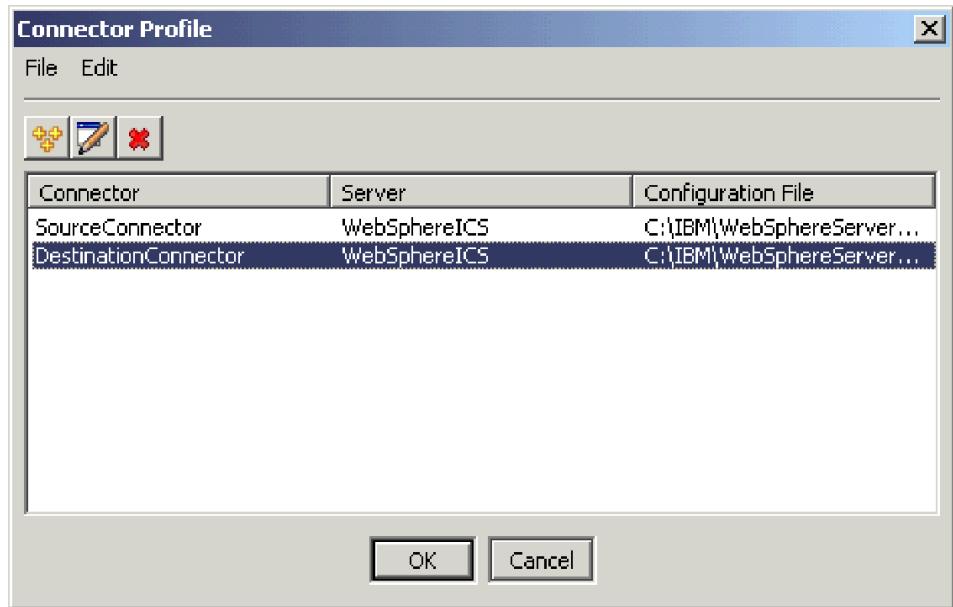 Connector Profile
File Edit
Connector Server Configuration File
SourceConnector WebSphereICS C:\IBM\WebSphereServer...
DestinationConnector WebSphereICS C:\IBM\WebSphereServer...
OK Cancel